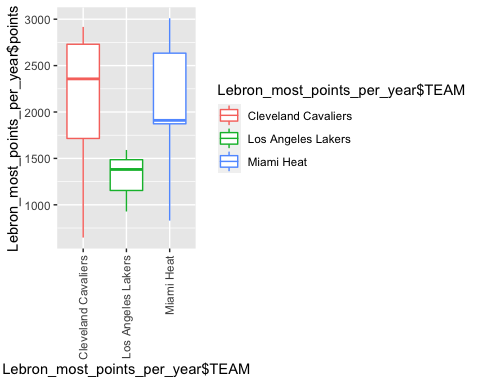 Lebron_most_points_per_year$points
3000
2500
2000
1500
1000
Cleveland Cavaliers
Los Angeles Lakers
Miami Heat
Lebron_most_points_per_year$TEAM
Lebron_most_points_per_year$TEAM
Cleveland Cavaliers
Los Angeles Lakers
Miami Heat